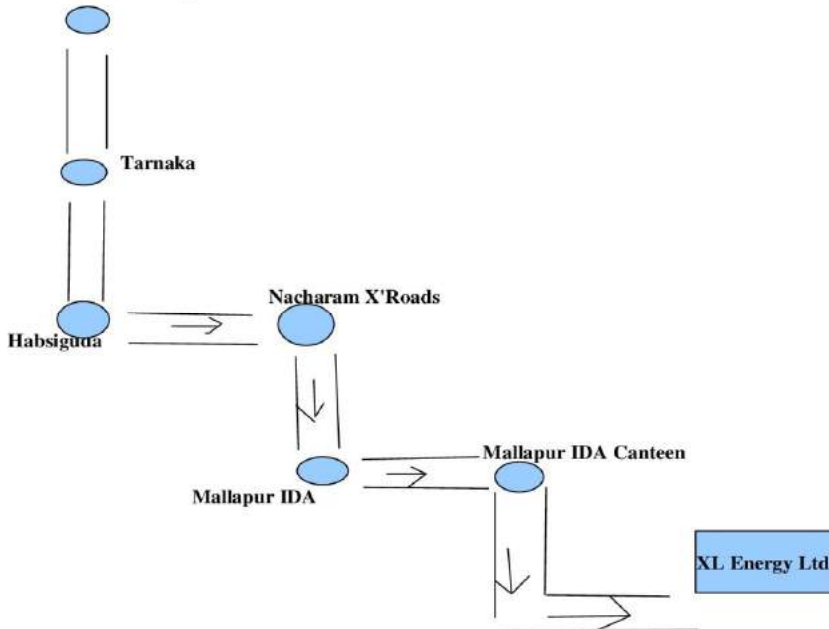 Tarnaka
Nacharam X'Roads
Habsiguda
Mallapur IDA Canteen
Mallapur IDA
XL Energy Ltd